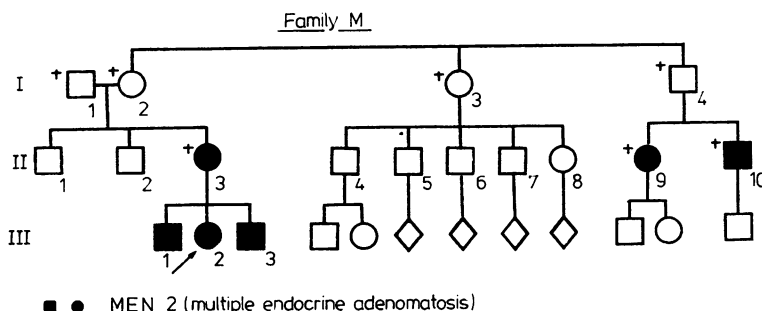 Family M
+ + + +
I 1 2 3 4
+ + +
II 1 2 3 4 5 6 7 8 9 10
III 1 2 3
MEN 2 (multiple endocrine adenomatosis)